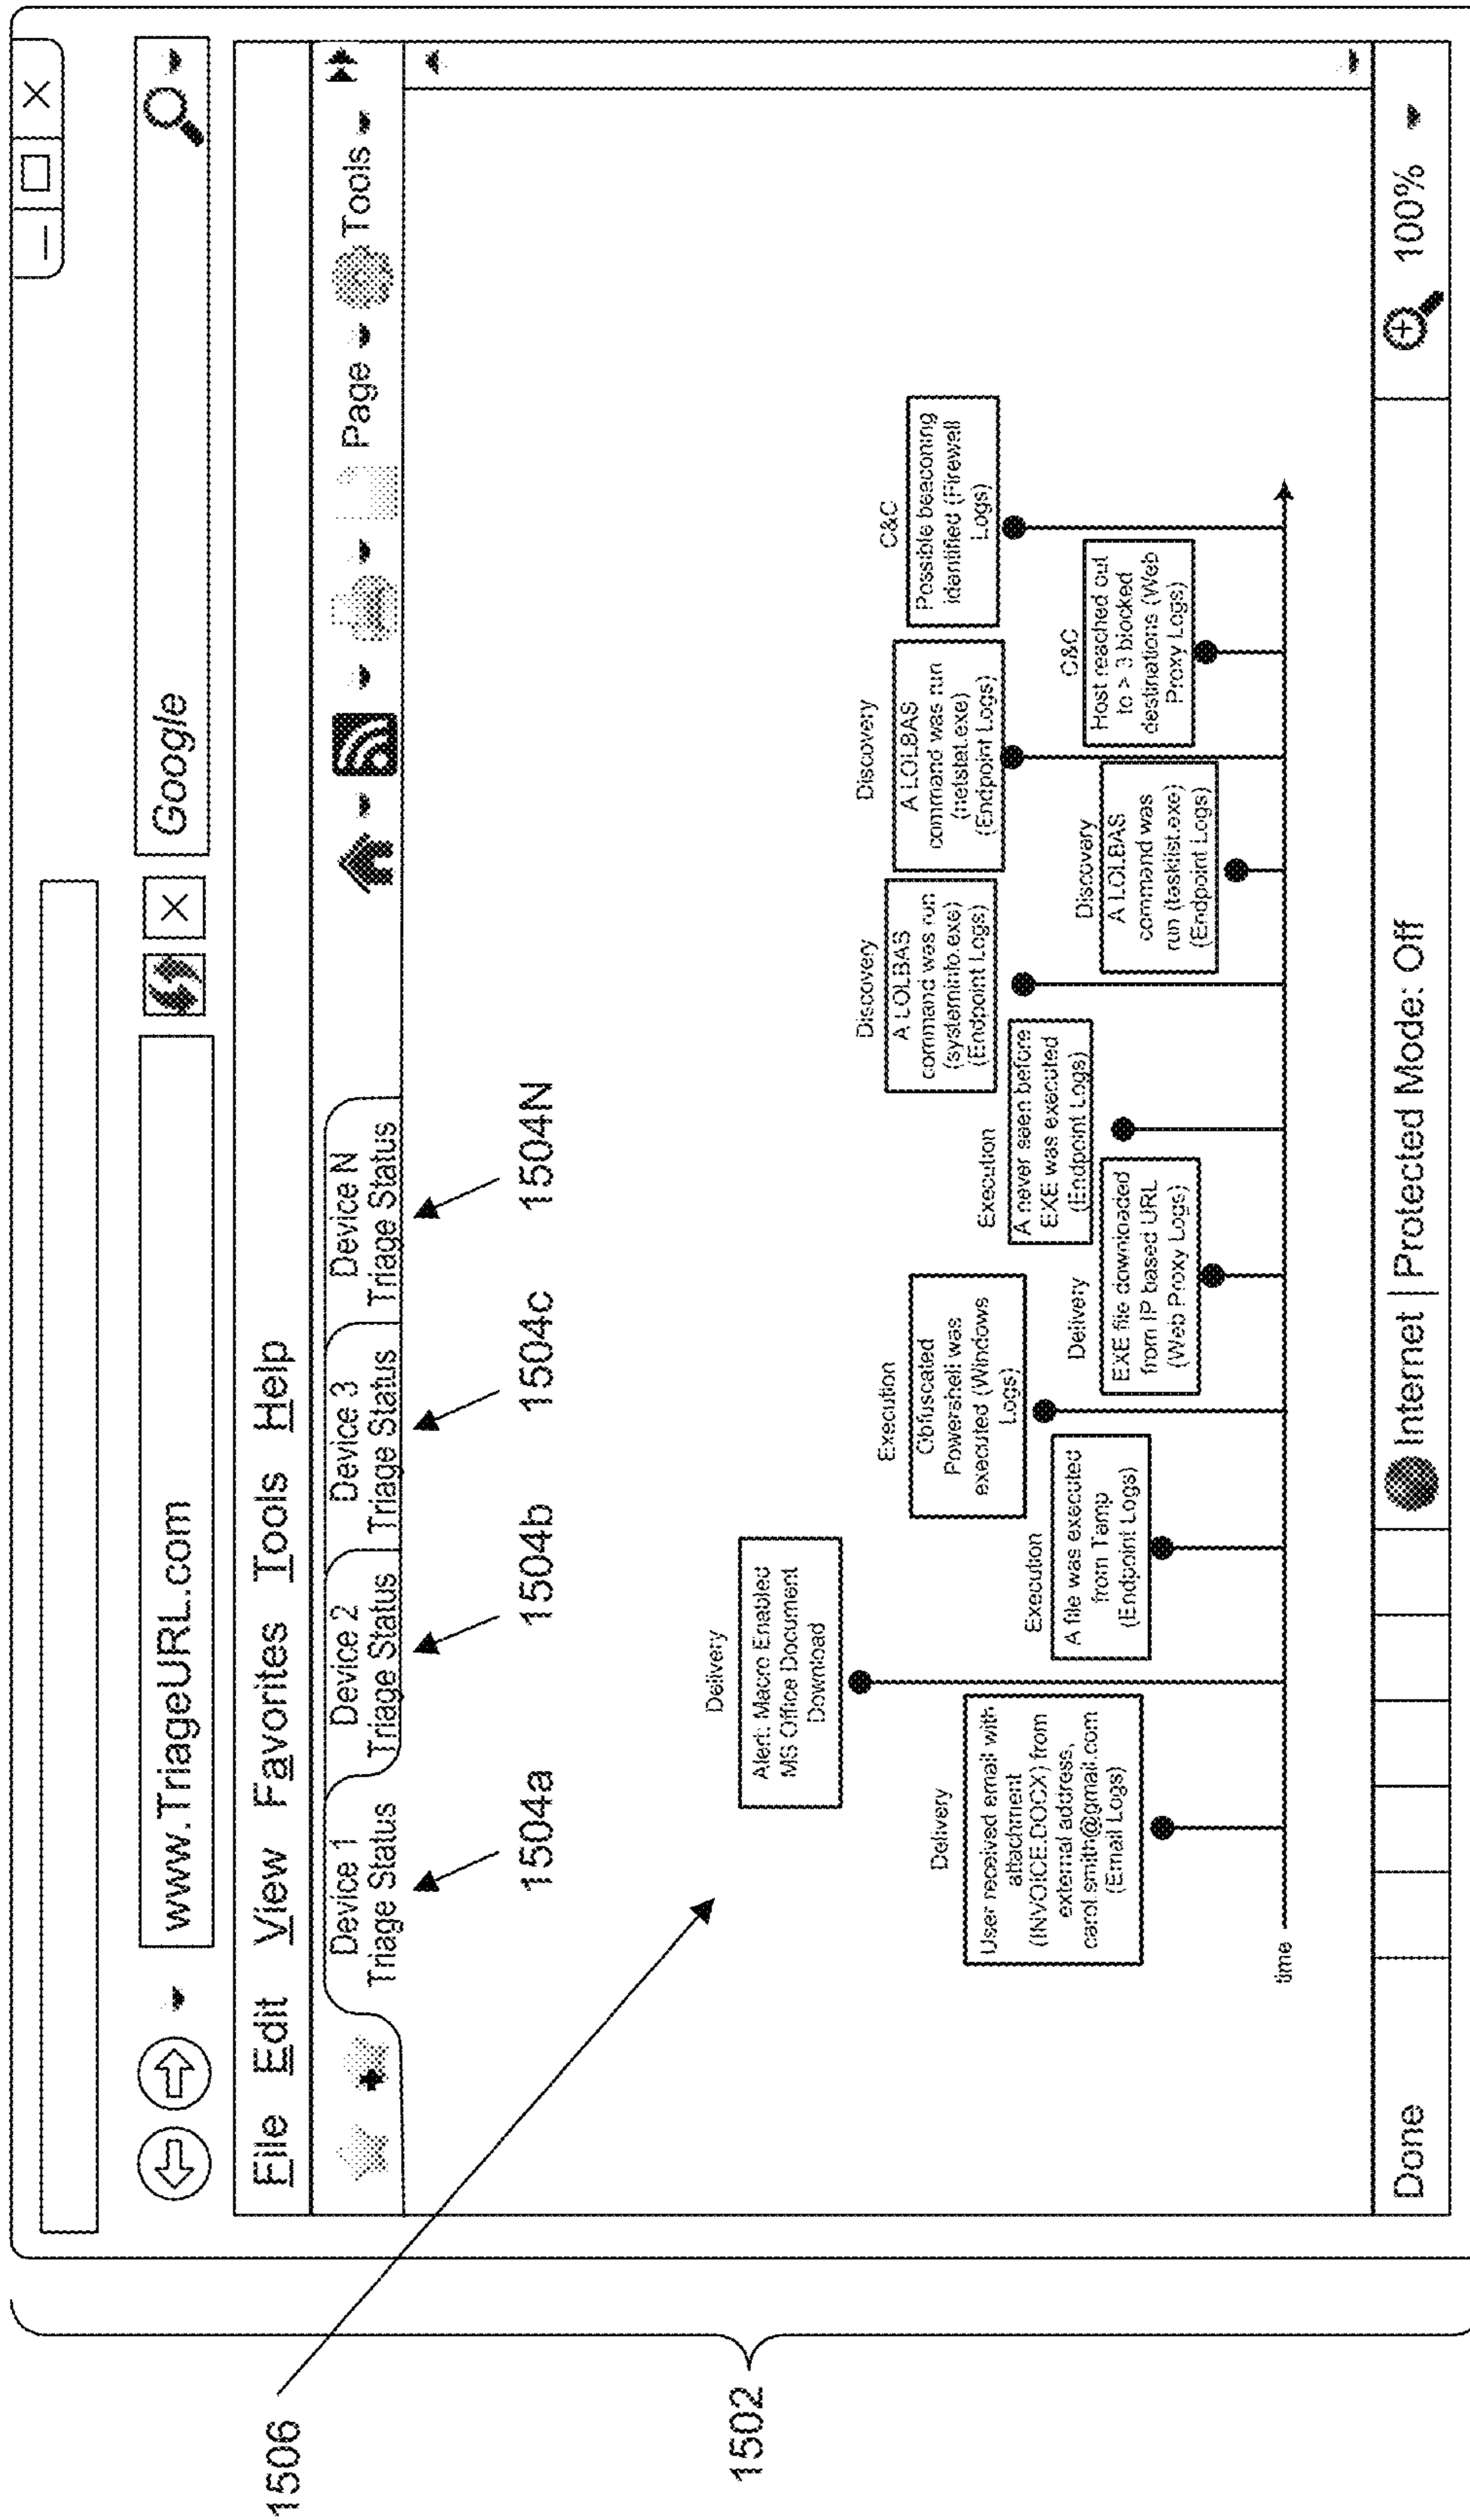 www.TriageURL.com
Google
File Edit View Favorites Tools Help
Device 1
Triage Status
Device 2
Triage Status
Device 3
Triage Status
Device N
Triage Status
Page
Tools
1504a
1504b
1504c
1504N
1506
1502
Delivery
User received email with
attachment
(INVOICE.DOCX) from
external address,
carol.smith@gmail.com
(Email Logs)
Delivery
Alert: Macro Enabled
MS Office Document
Download
Execution
A file was executed
from Temp
(Endpoint Logs)
Execution
Obfuscated
Powershell was
executed (Windows
Logs)
Delivery
EXE file downloaded
from IP based URL
(Web Proxy Logs)
Execution
A never seen before
EXE was executed
(Endpoint Logs)
Discovery
A LOLBAS
command was run
(systeminfo.exe)
(Endpoint Logs)
Discovery
A LOLBAS
command was
run (tasklist.exe)
(Endpoint Logs)
Discovery
A LOLBAS
command was run
(netstat.exe)
(Endpoint Logs)
C&C
Host reached out
to > 3 blocked
destinations (Web
Proxy Logs)
C&C
Possible beaconing
identified (Firewall
Logs)
time
Done
Internet | Protected Mode: Off
100%